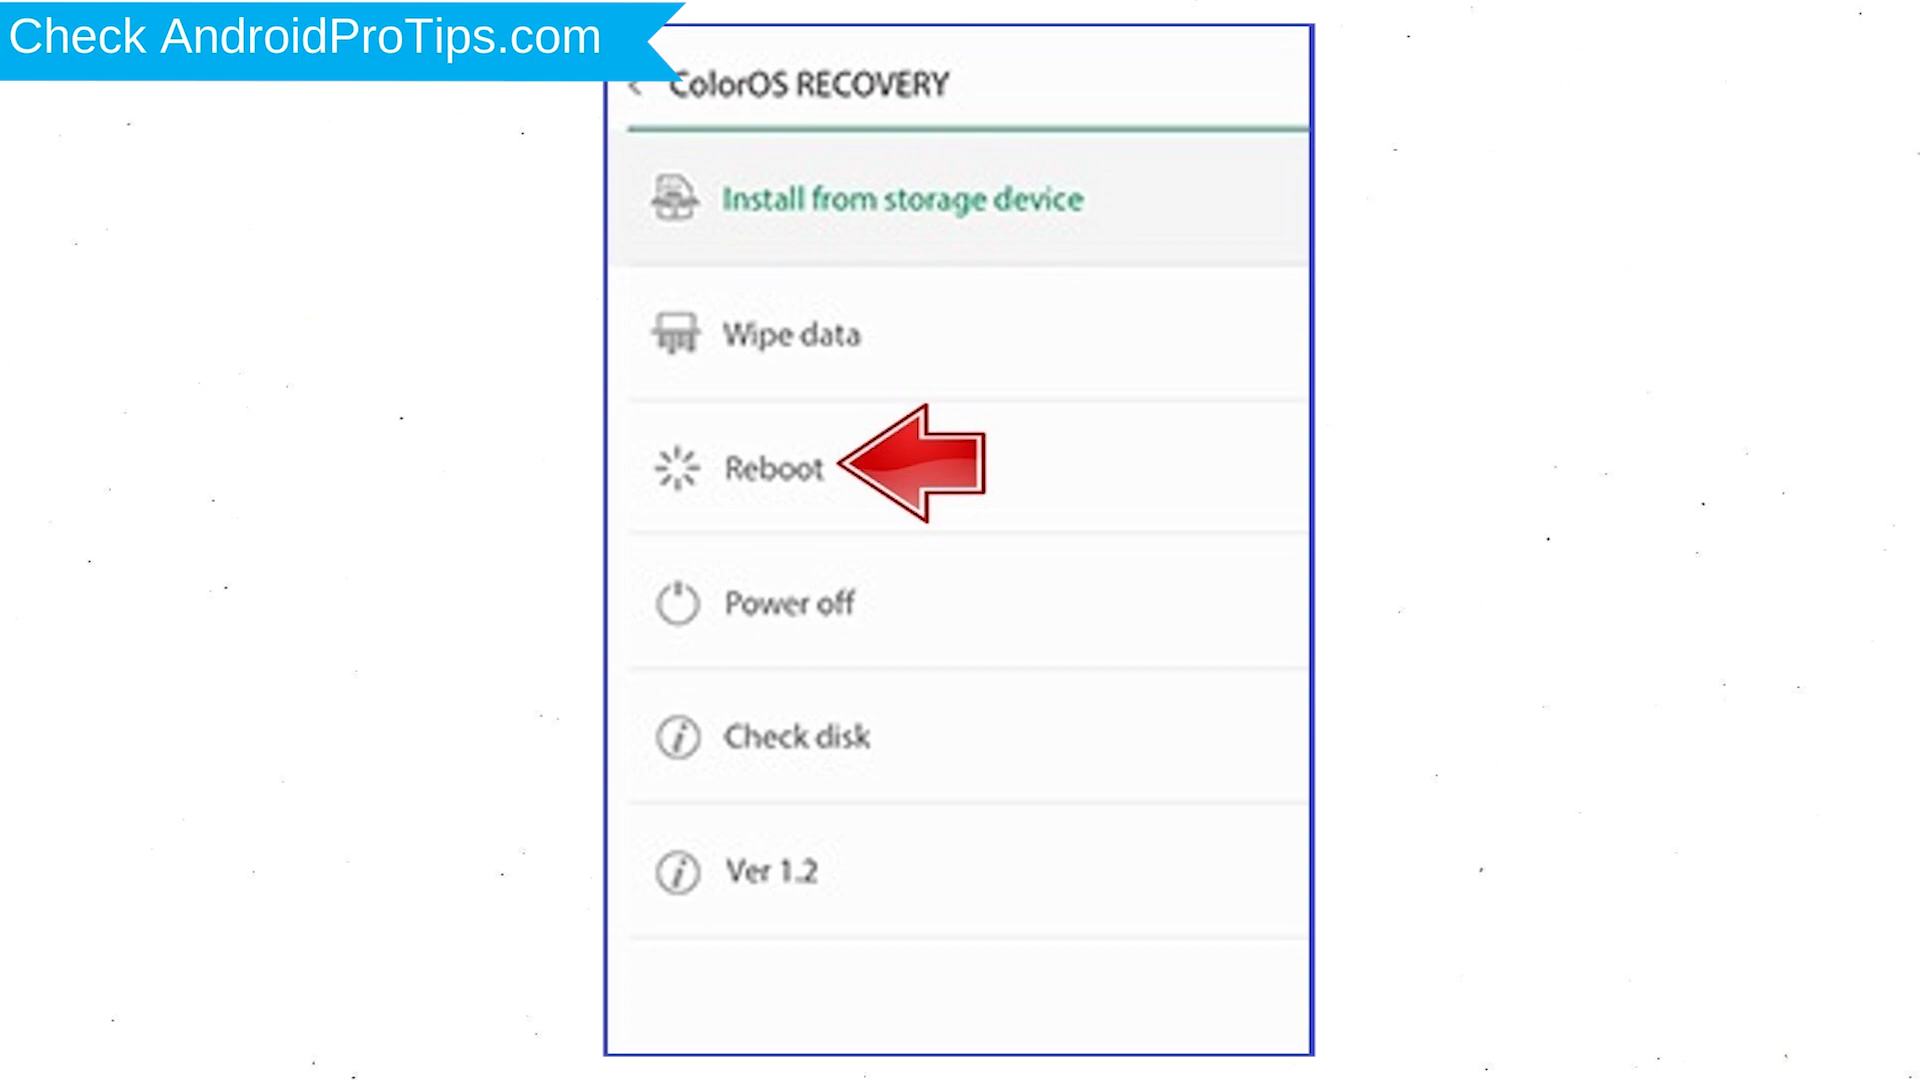 Check AndroidProTips.com
ColorOS RECOVERY
Install from storage device
Wipe data
Reboot
Power off
Check disk
Ver 1.2